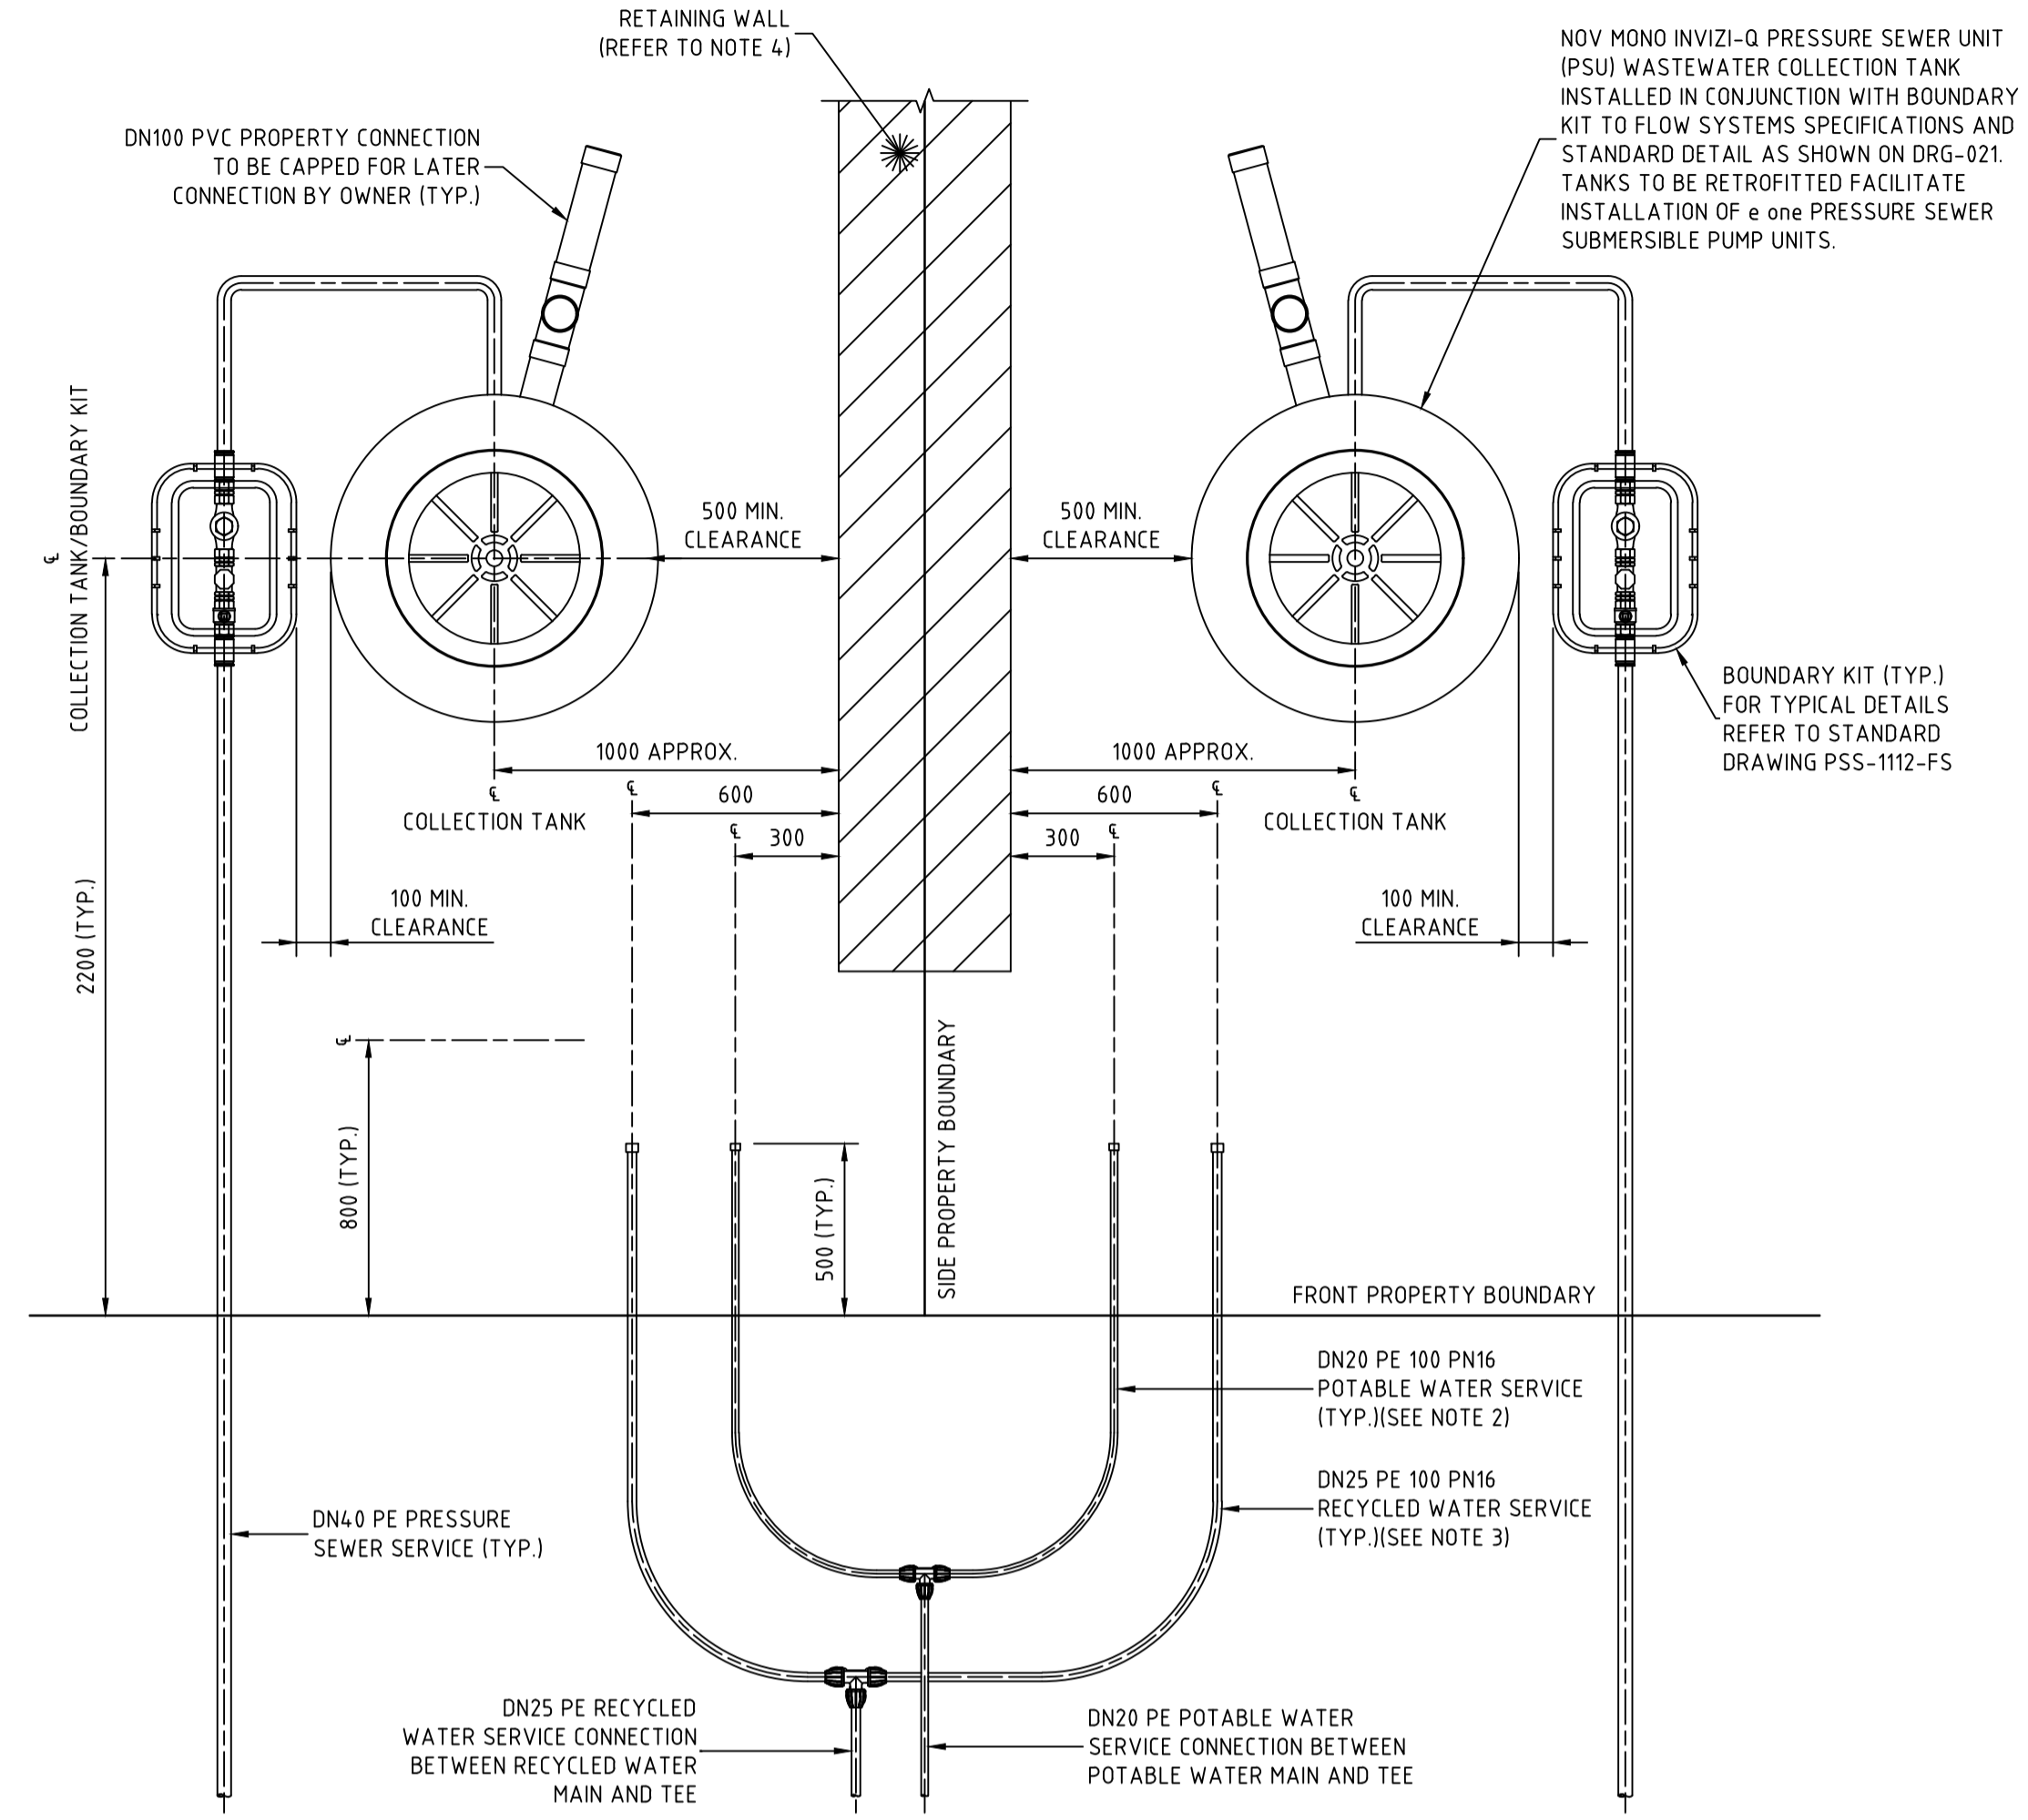 RETAINING WALL
(REFER TO NOTE 4)
NOV MONO INVIZI-Q PRESSURE SEWER UNIT
(PSU) WASTEWATER COLLECTION TANK
INSTALLED IN CONJUNCTION WITH BOUNDARY
KIT TO FLOW SYSTEMS SPECIFICATIONS AND
STANDARD DETAIL AS SHOWN ON DRG-021.
TANKS TO BE RETROFITTED FACILITATE
INSTALLATION OF e one PRESSURE SEWER
SUBMERSIBLE PUMP UNITS.
DN100 PVC PROPERTY CONNECTION
TO BE CAPPED FOR LATER
CONNECTION BY OWNER (TYP.)
℄
COLLECTION TANK/BOUNDARY KIT
500 MIN.
CLEARANCE
500 MIN.
CLEARANCE
BOUNDARY KIT (TYP.)
FOR TYPICAL DETAILS
REFER TO STANDARD
DRAWING PSS-1112-FS
1000 APPROX.
1000 APPROX.
℄
COLLECTION TANK
℄
600
℄
300
600
℄
300
℄
℄
COLLECTION TANK
2200 (TYP.)
100 MIN.
CLEARANCE
100 MIN.
CLEARANCE
℄
800 (TYP.)
500 (TYP.)
SIDE PROPERTY BOUNDARY
FRONT PROPERTY BOUNDARY
DN20 PE 100 PN16
POTABLE WATER SERVICE
(TYP.)(SEE NOTE 2)
DN25 PE 100 PN16
RECYCLED WATER SERVICE
(TYP.)(SEE NOTE 3)
DN40 PE PRESSURE
SEWER SERVICE (TYP.)
DN25 PE RECYCLED
WATER SERVICE CONNECTION
BETWEEN RECYCLED WATER
MAIN AND TEE
DN20 PE POTABLE WATER
SERVICE CONNECTION BETWEEN
POTABLE WATER MAIN AND TEE